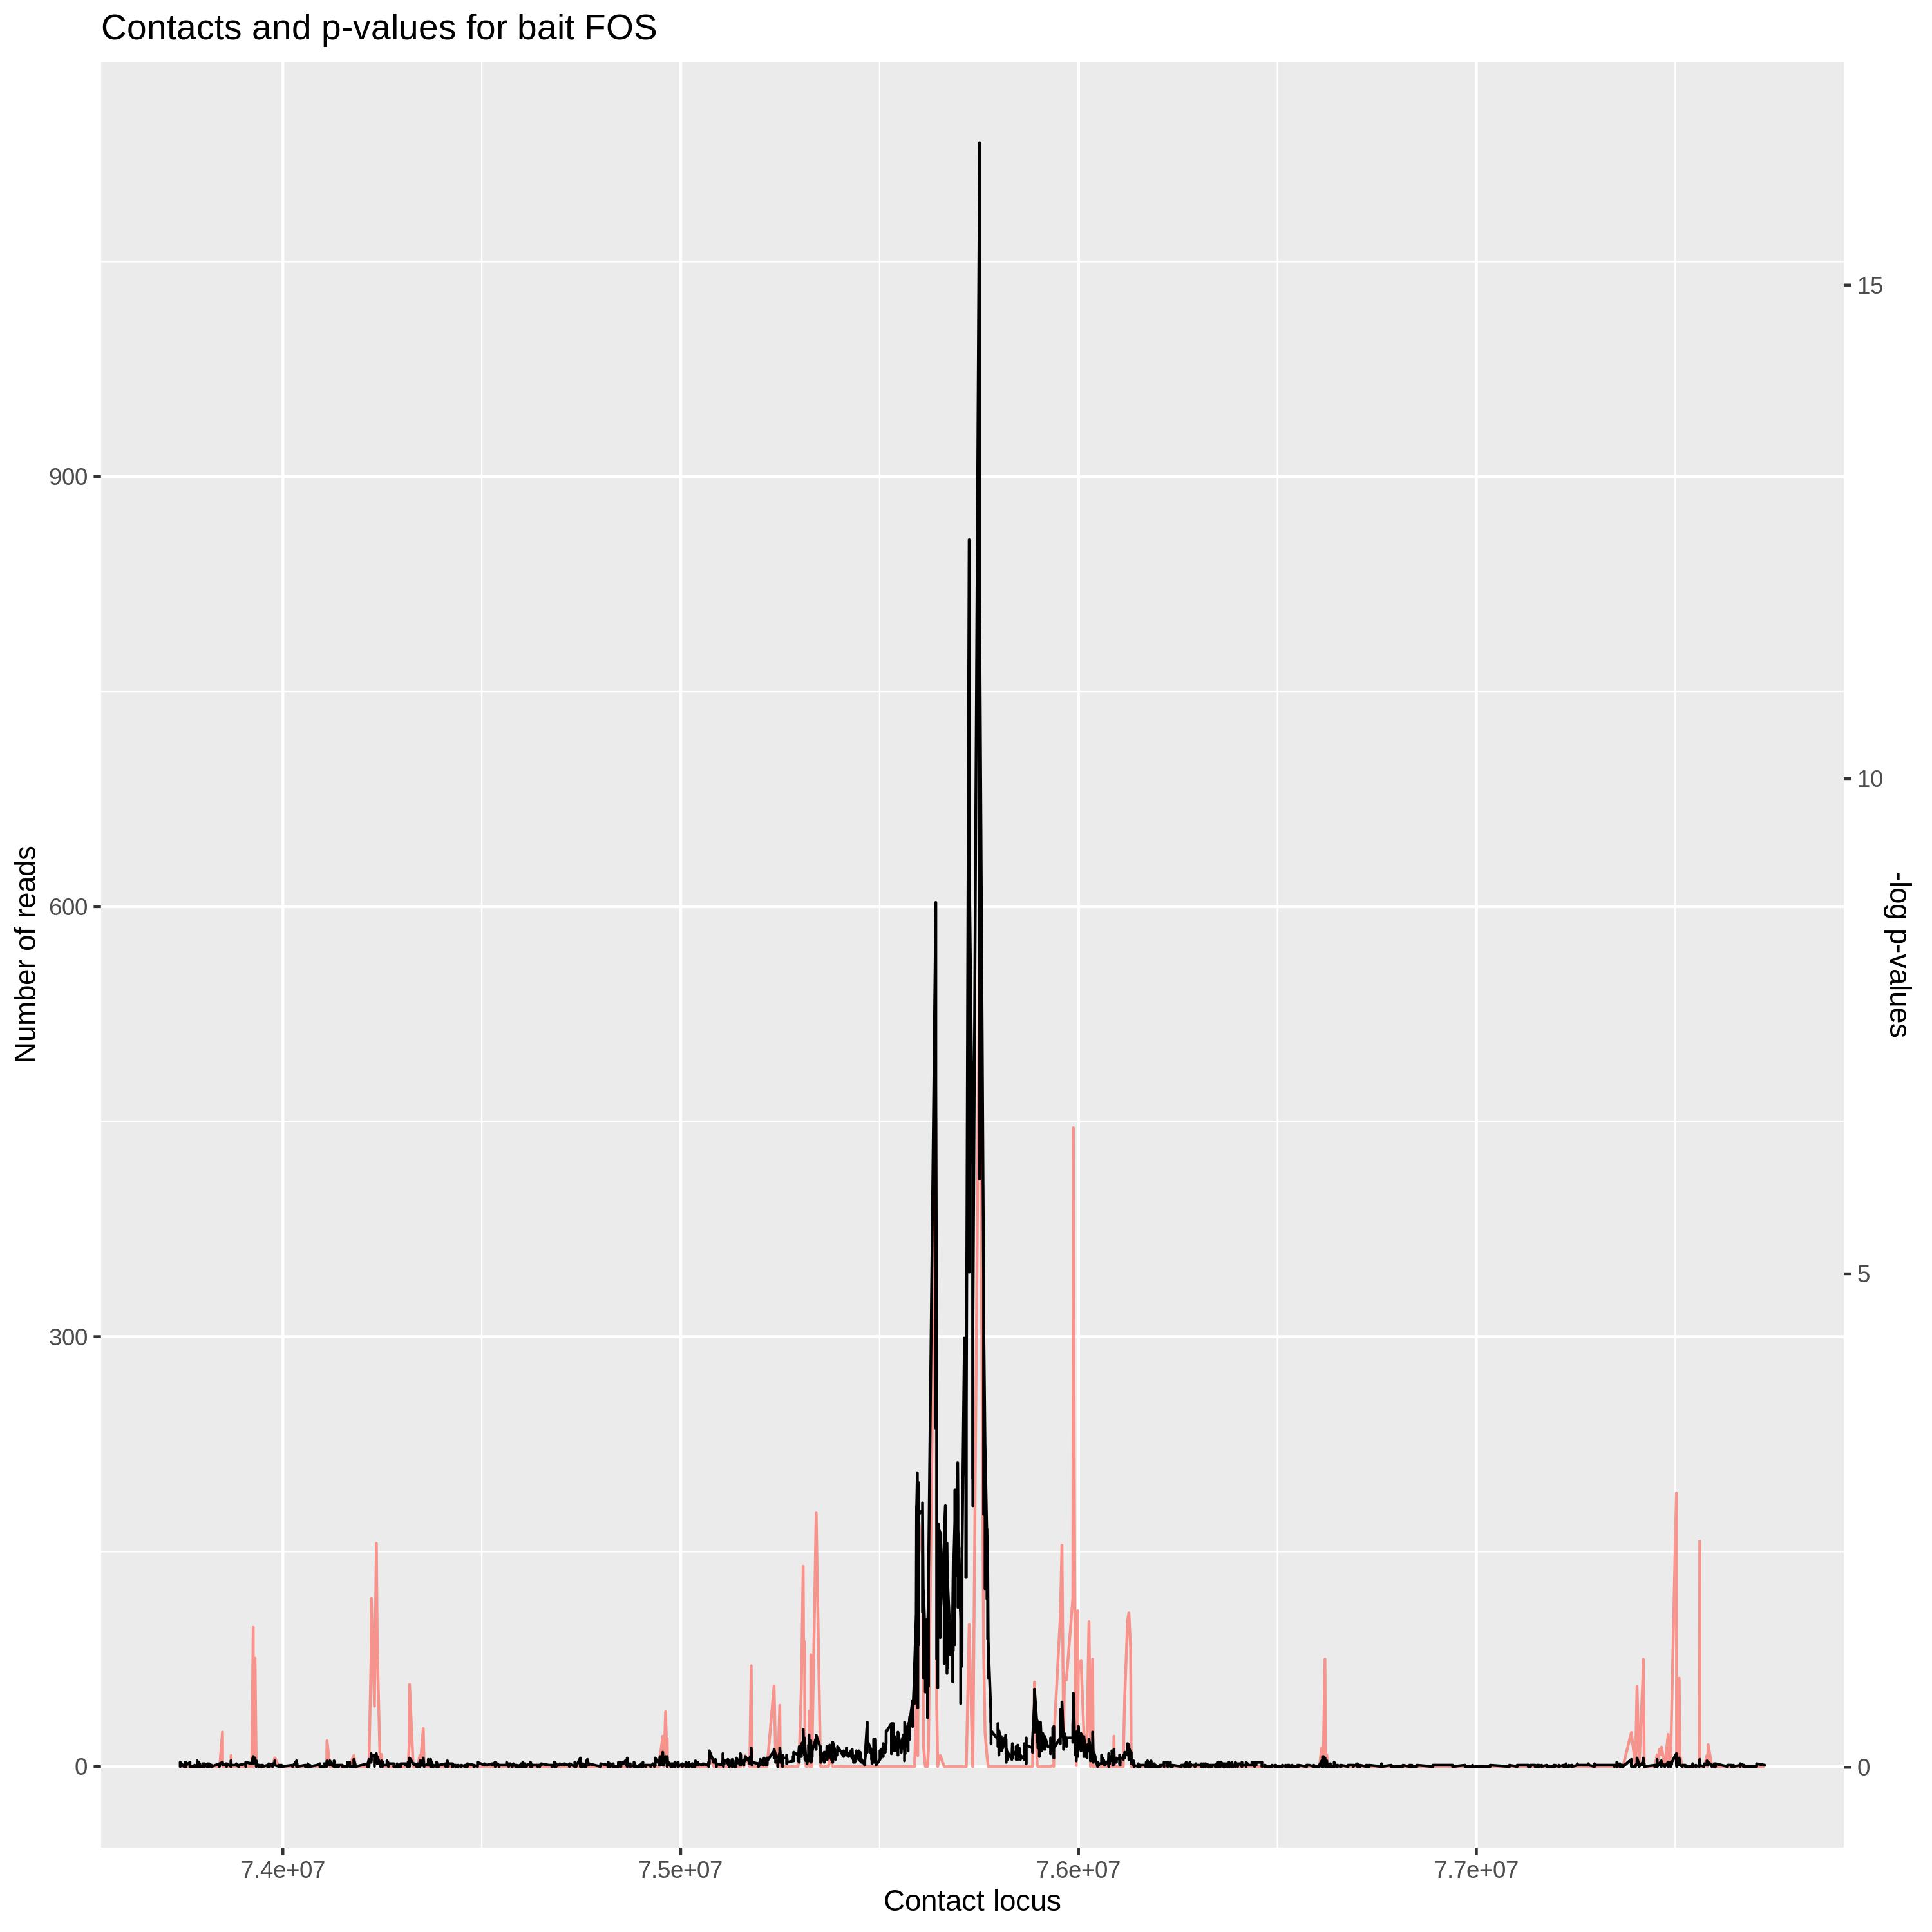 Contacts and p-values for bait FOS
Number of reads
900
600
300
0
15
10
5
0
-log p-values
7.4e+07
7.5e+07
7.6e+07
7.7e+07
Contact locus